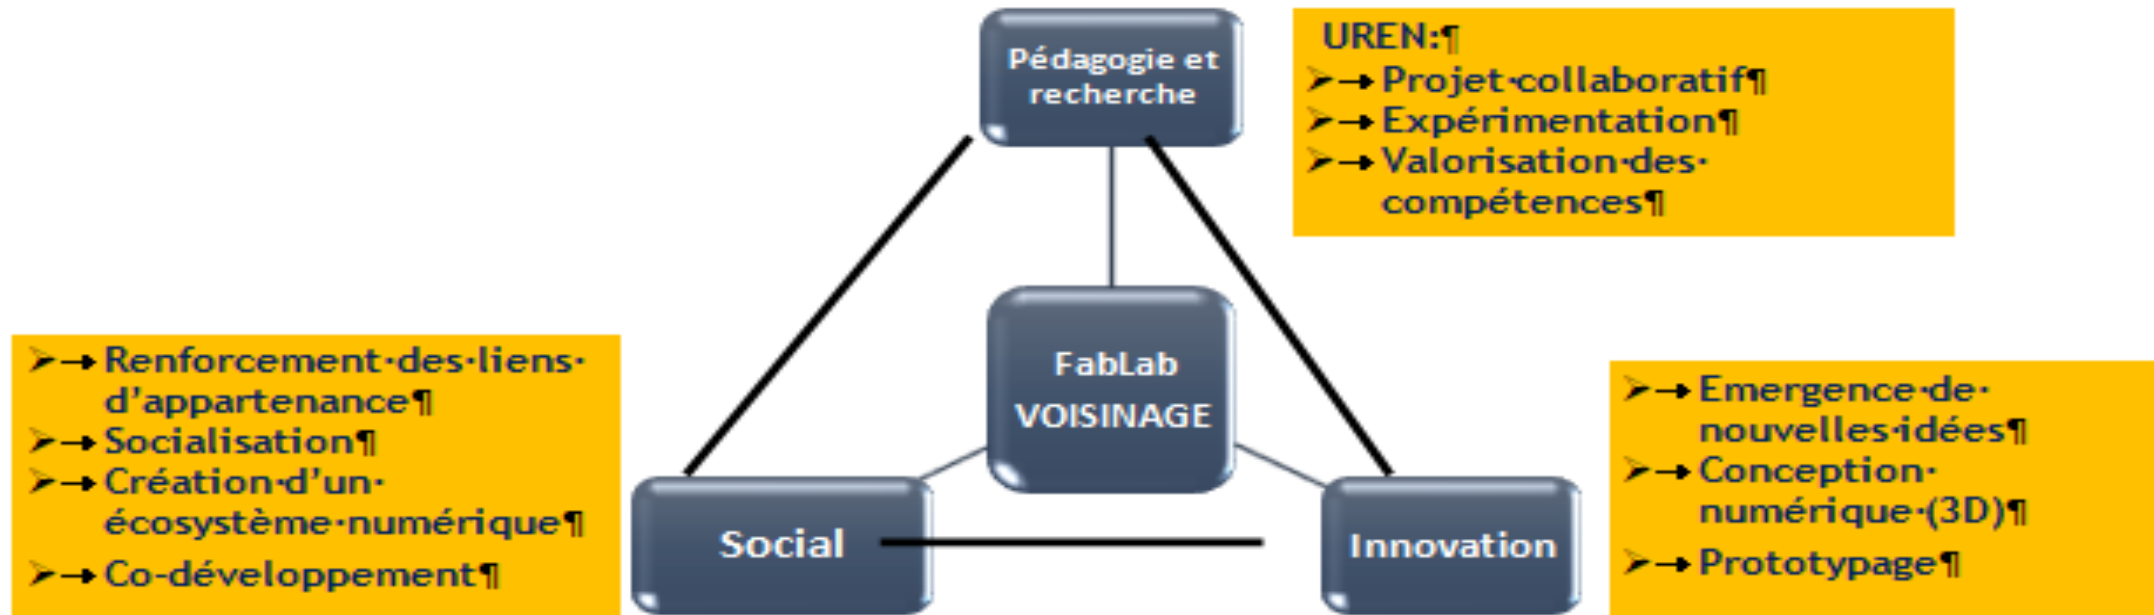 Pédagogie et
recherche
UREN:¶
➢→Projet·collaboratif¶
➢→Expérimentation¶
➢→Valorisation·des·
compétences¶
FabLab
VOISINAGE
➢→Renforcement·des·liens·
d’appartenance¶
➢→Socialisation¶
➢→Création·d’un·
écosystème·numérique¶
➢→Co-développement¶
Social
Innovation
➢→Emergence·de·
nouvelles·idées¶
➢→Conception·
numérique·(3D)¶
➢→Prototypage¶